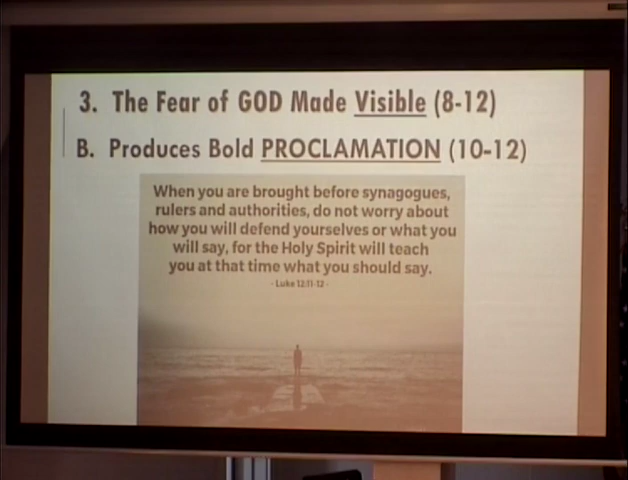 3. The Fear of GOD Made Visible (8-12)
B. Produces Bold PROCLAMATION (10-12)
When you are brought before synagogues,
rulers and authorities, do not worry about
how you will defend yourselves or what you
will say, for the Holy Spirit will teach
you at that time what you should say.
- Luke 12:11-12 -